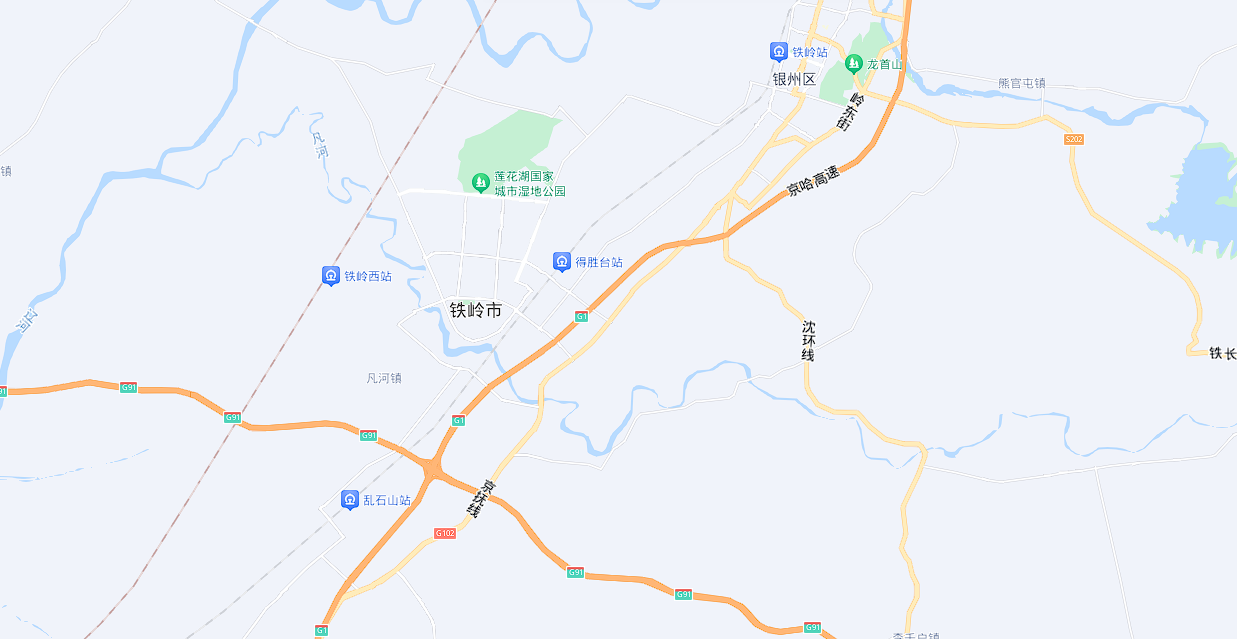 铁岭站
银州区
龙首山
熊官屯镇
岭东街
S202
凡河
镇
莲花湖国家
城市湿地公园
京哈高速
得胜台站
铁岭西站
铁岭市
G1
沈环线
铁长
凡河镇
G91
G91
G91
G1
G91
乱石山站
京抚线
G102
G91
G91
G91
G1